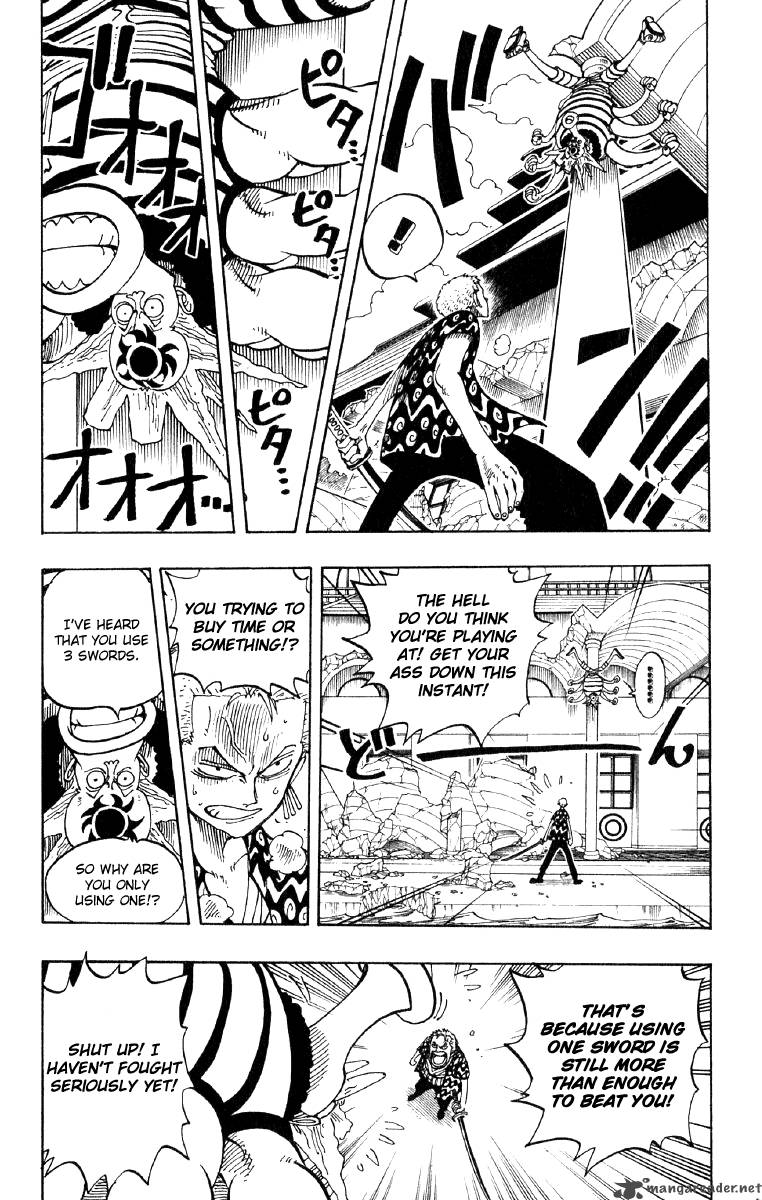 バ
!
ピタ…
ピタ…
ピタ…
オオオ
オオオ…
THE HELL
DO YOU THINK
YOU'RE PLAYING
AT! GET YOUR
ASS DOWN THIS
INSTANT!
どーん
YOU TRYING TO
BUY TIME OR
SOMETHING!?
I'VE HEARD
THAT YOU USE
3 SWORDS.
SO WHY ARE
YOU ONLY
USING ONE!?
THAT'S
BECAUSE USING
ONE SWORD IS
STILL MORE
THAN ENOUGH
TO BEAT YOU!
SHUT UP! I
HAVEN'T FOUGHT
SERIOUSLY YET!
mangareader.net